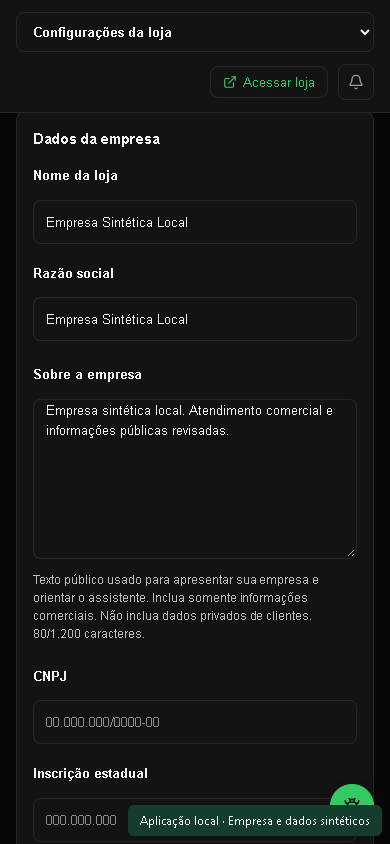 Configurações da loja
Acessar loja
Dados da empresa
Nome da loja
Empresa Sintética Local
Razão social
Empresa Sintética Local
Sobre a empresa
Empresa sintética local. Atendimento comercial e
informações públicas revisadas.
Texto público usado para apresentar sua empresa e
orientar o assistente. Inclua somente informações
comerciais. Não inclua dados privados de clientes.
80/1.200 caracteres.
CNPJ
00.000.000/0000-00
Inscrição estadual
000.000.000
Aplicação local · Empresa e dados sintéticos